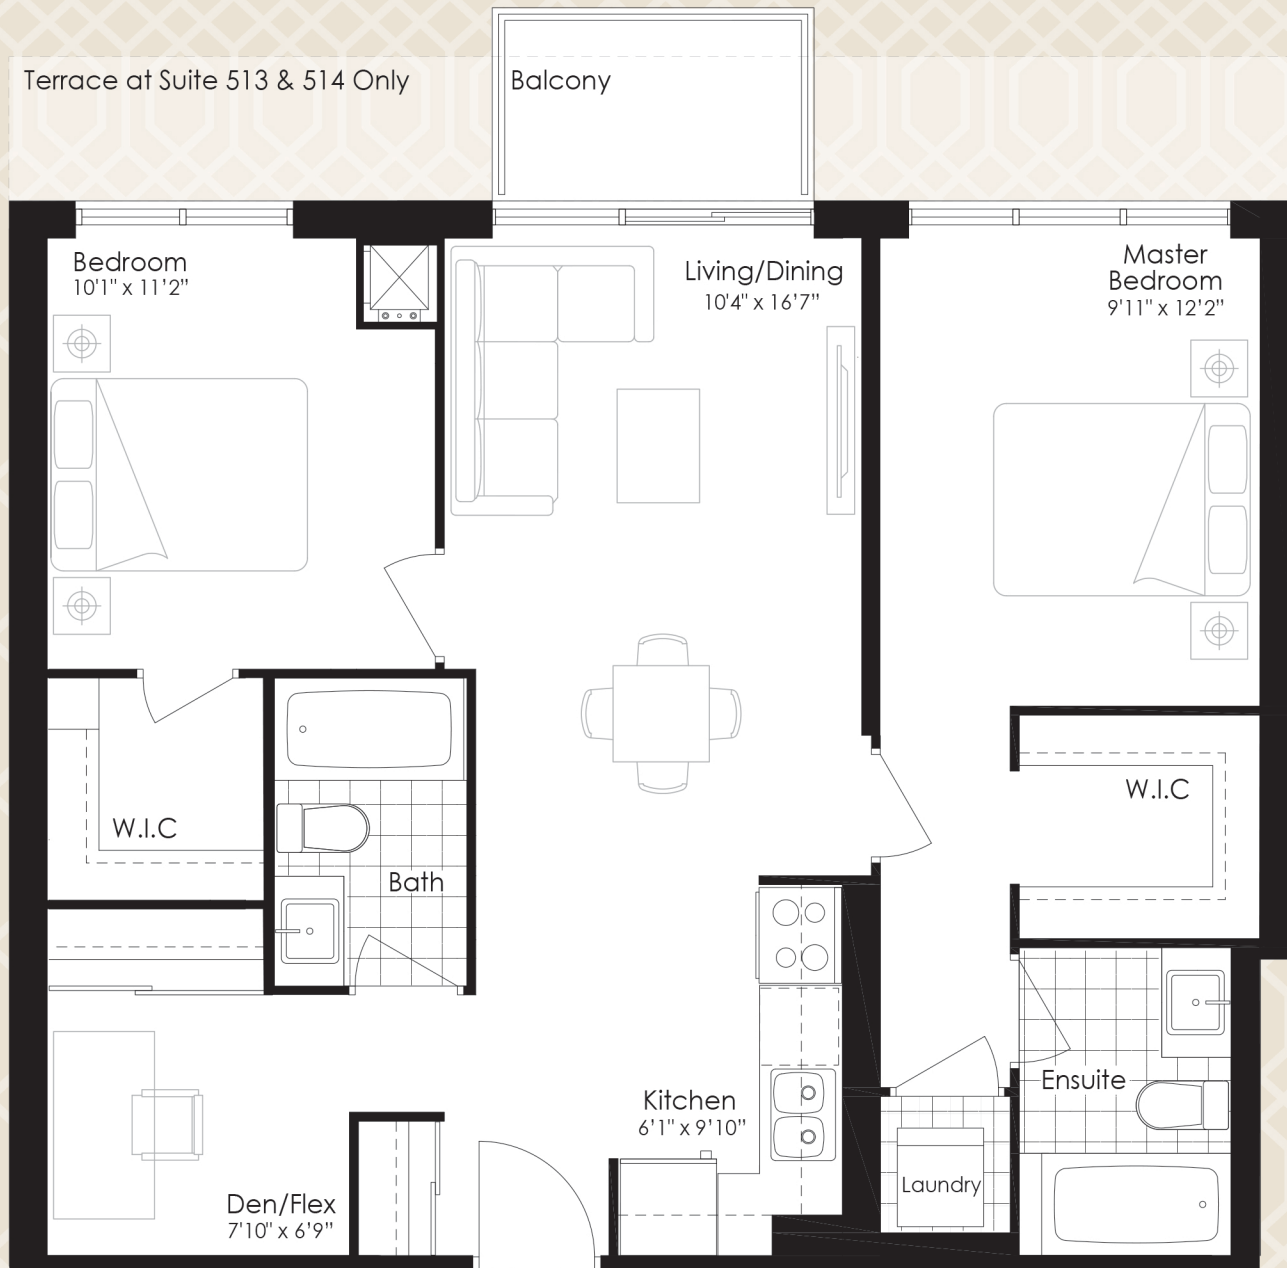 Terrace at Suite 513 & 514 Only
Balcony
Bedroom
10'1" x 11’2”
Living/Dining
10'4" x 16’7”
Master
Bedroom
9'11" x 12’2”
W.I.C
W.I.C
Bath
Kitchen
6’1" x 9’10”
Ensuite
Laundry
Den/Flex
7'10" x 6’9”